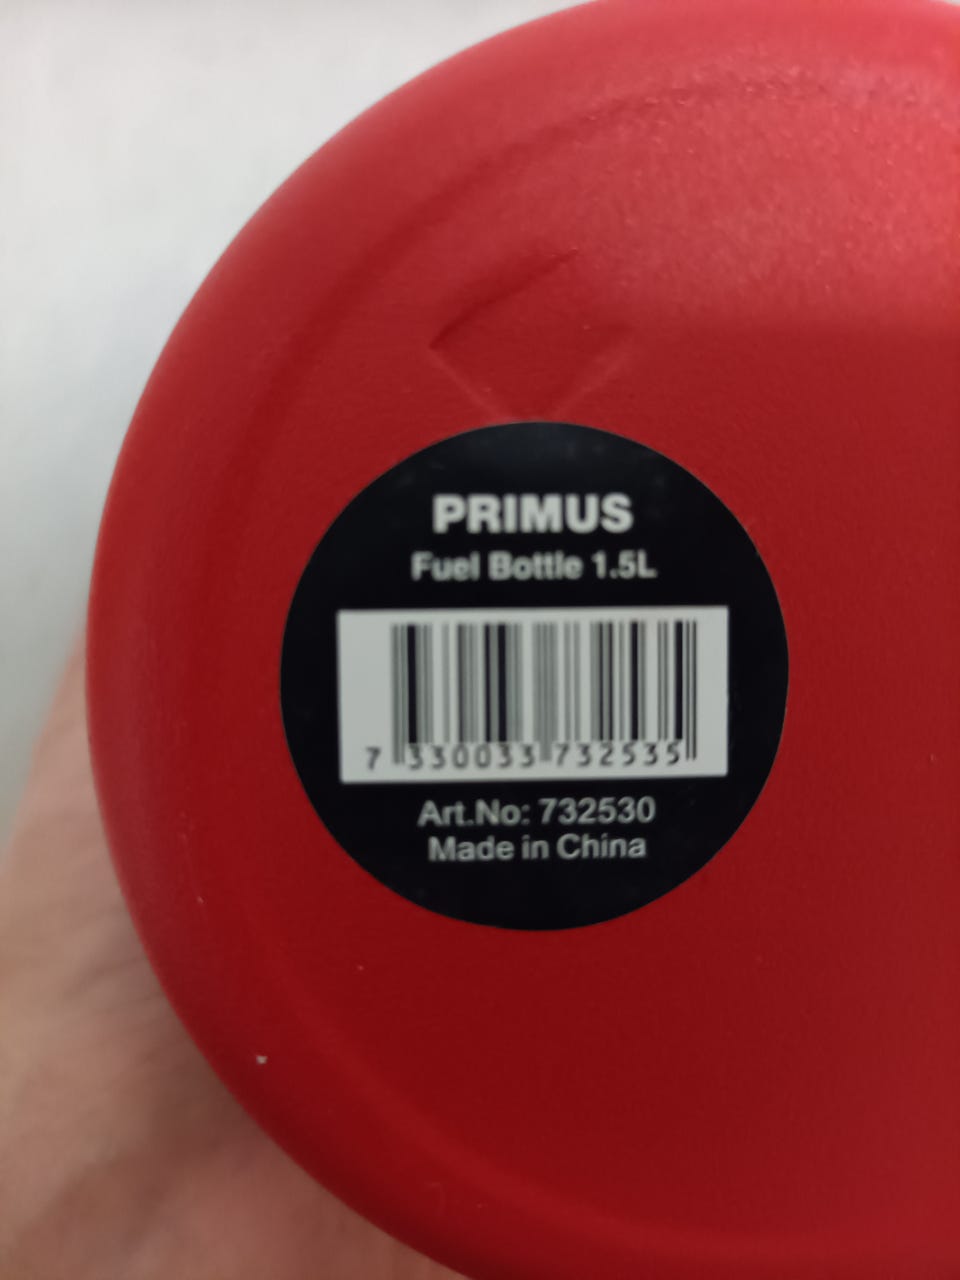 PRIMUS
Fuel Bottle 1.5L
7 330033 732535
Art.No: 732530
Made in China